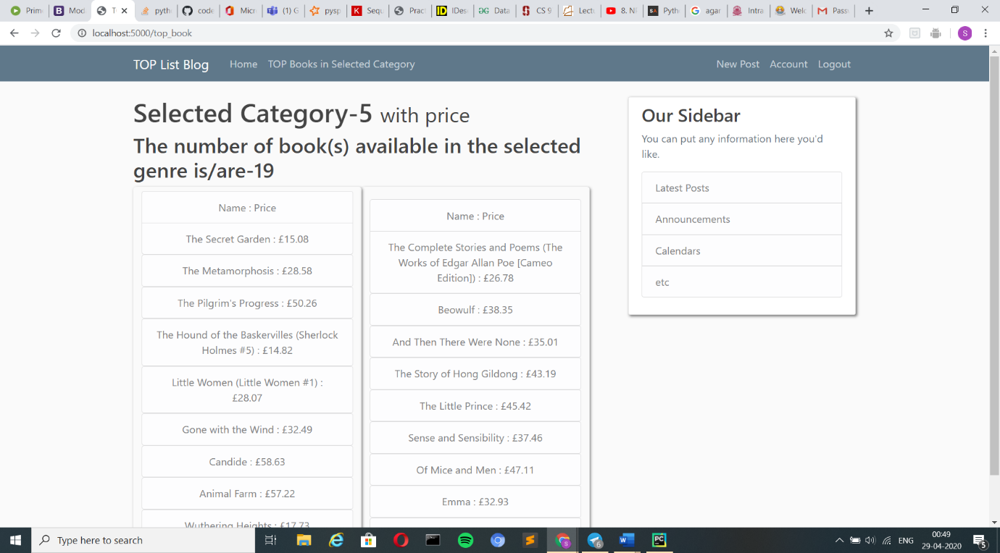 Prime
Mod
T
pyth
code
Micr
(1) G
pysp
Sequ
Pract
IDes
Data
CS 9
Lectu
8. NF
Pyth
agar
Intra
Welc
Pass
localhost:5000/top_book
TOP List Blog
Home
TOP Books in Selected Category
New Post
Account
Logout
Selected Category-5 with price
The number of book(s) available in the selected
genre is/are-19
Name : Price
The Secret Garden : £15.08
The Metamorphosis : £28.58
The Pilgrim's Progress : £50.26
The Hound of the Baskervilles (Sherlock
Holmes #5) : £14.82
Little Women (Little Women #1) :
£28.07
Gone with the Wind : £32.49
Candide : £58.63
Animal Farm : £57.22
Wuthering Heights : £17.73
Name : Price
The Complete Stories and Poems (The
Works of Edgar Allan Poe [Cameo
Edition]) : £26.78
Beowulf : £38.35
And Then There Were None : £35.01
The Story of Hong Gildong : £43.19
The Little Prince : £45.42
Sense and Sensibility : £37.46
Of Mice and Men : £47.11
Emma : £32.93
Our Sidebar
You can put any information here you'd
like.
Latest Posts
Announcements
Calendars
etc
Type here to search
ENG
00:49
29-04-2020